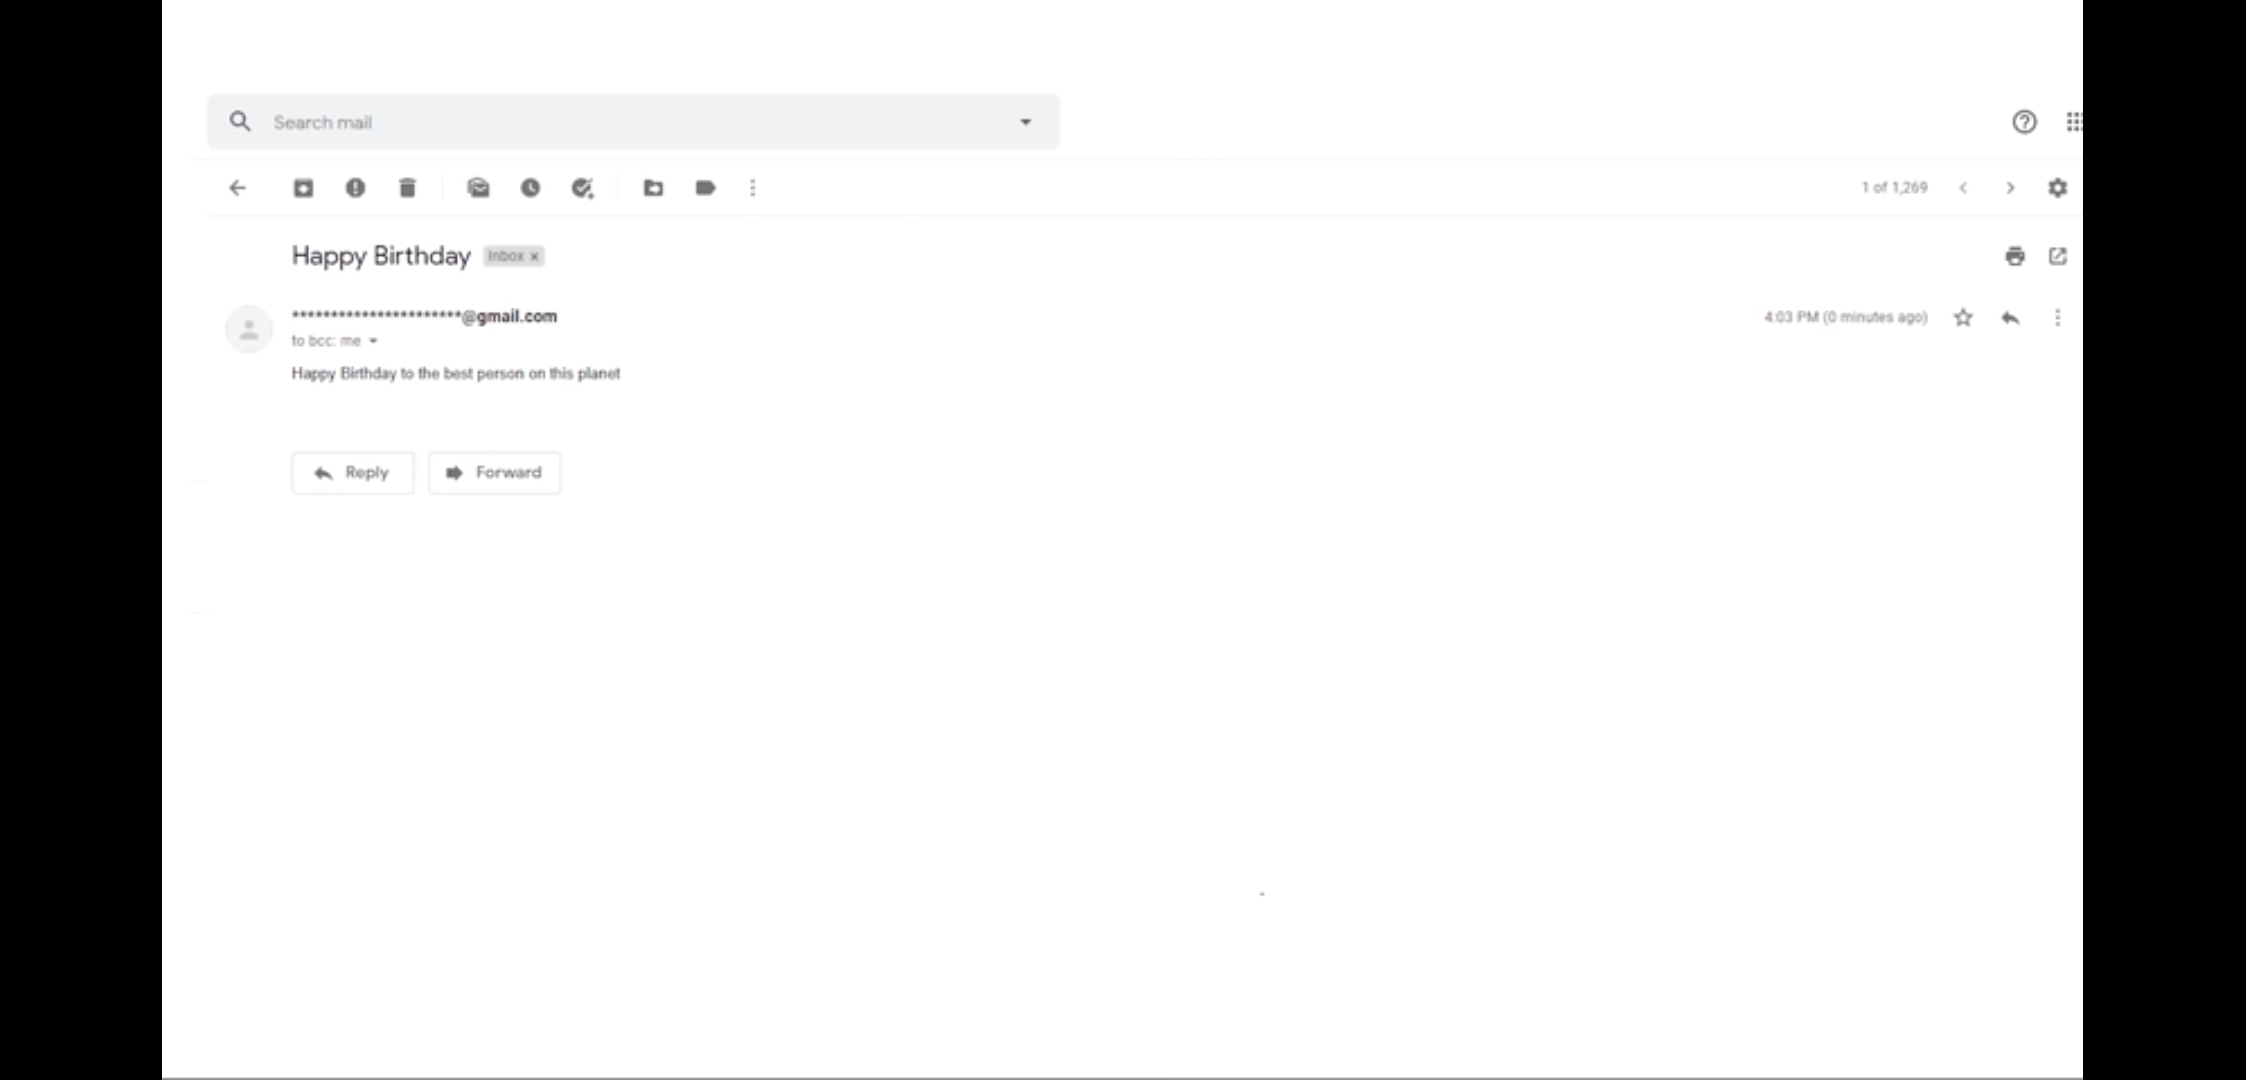 Search mail
1 of 1,269
Happy Birthday Inbox x
**********************@gmail.com
4:03 PM (0 minutes ago)
to bcc: me
Happy Birthday to the best person on this planet
Reply Forward